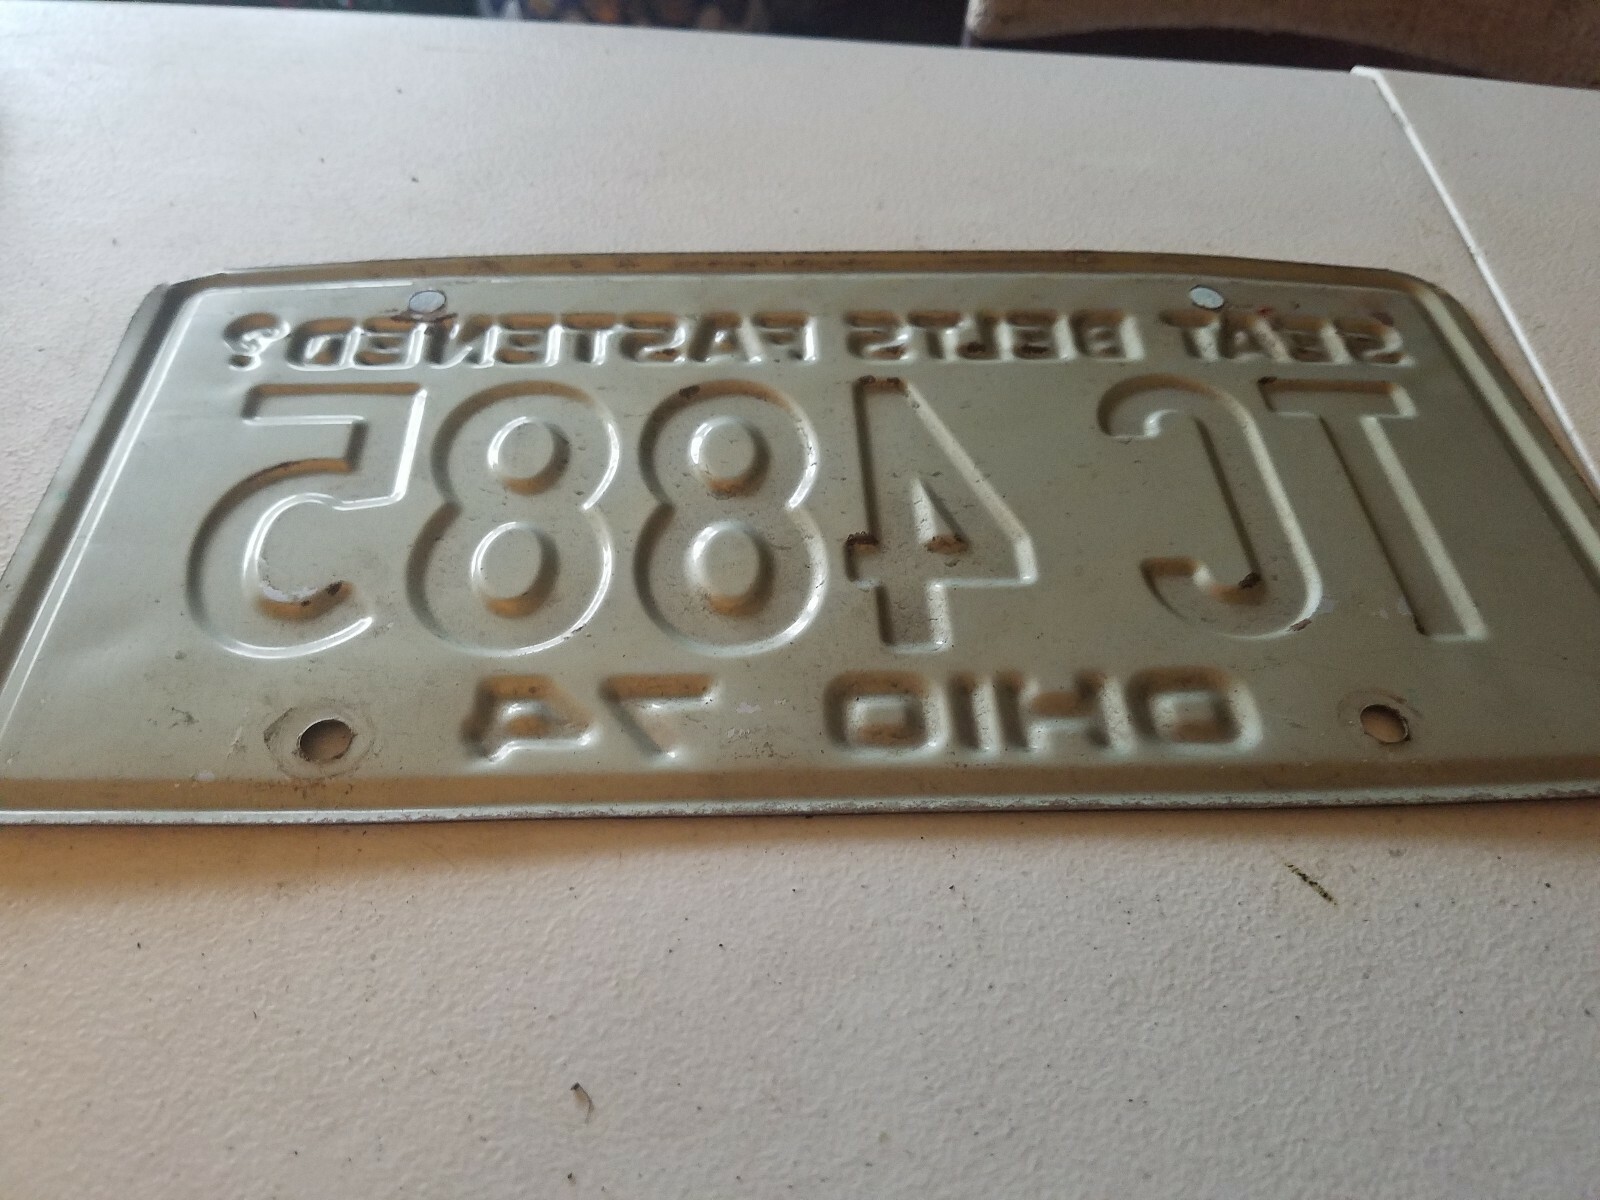 SEAT BELTS FASTENED?
TC 4885
OHIO 74